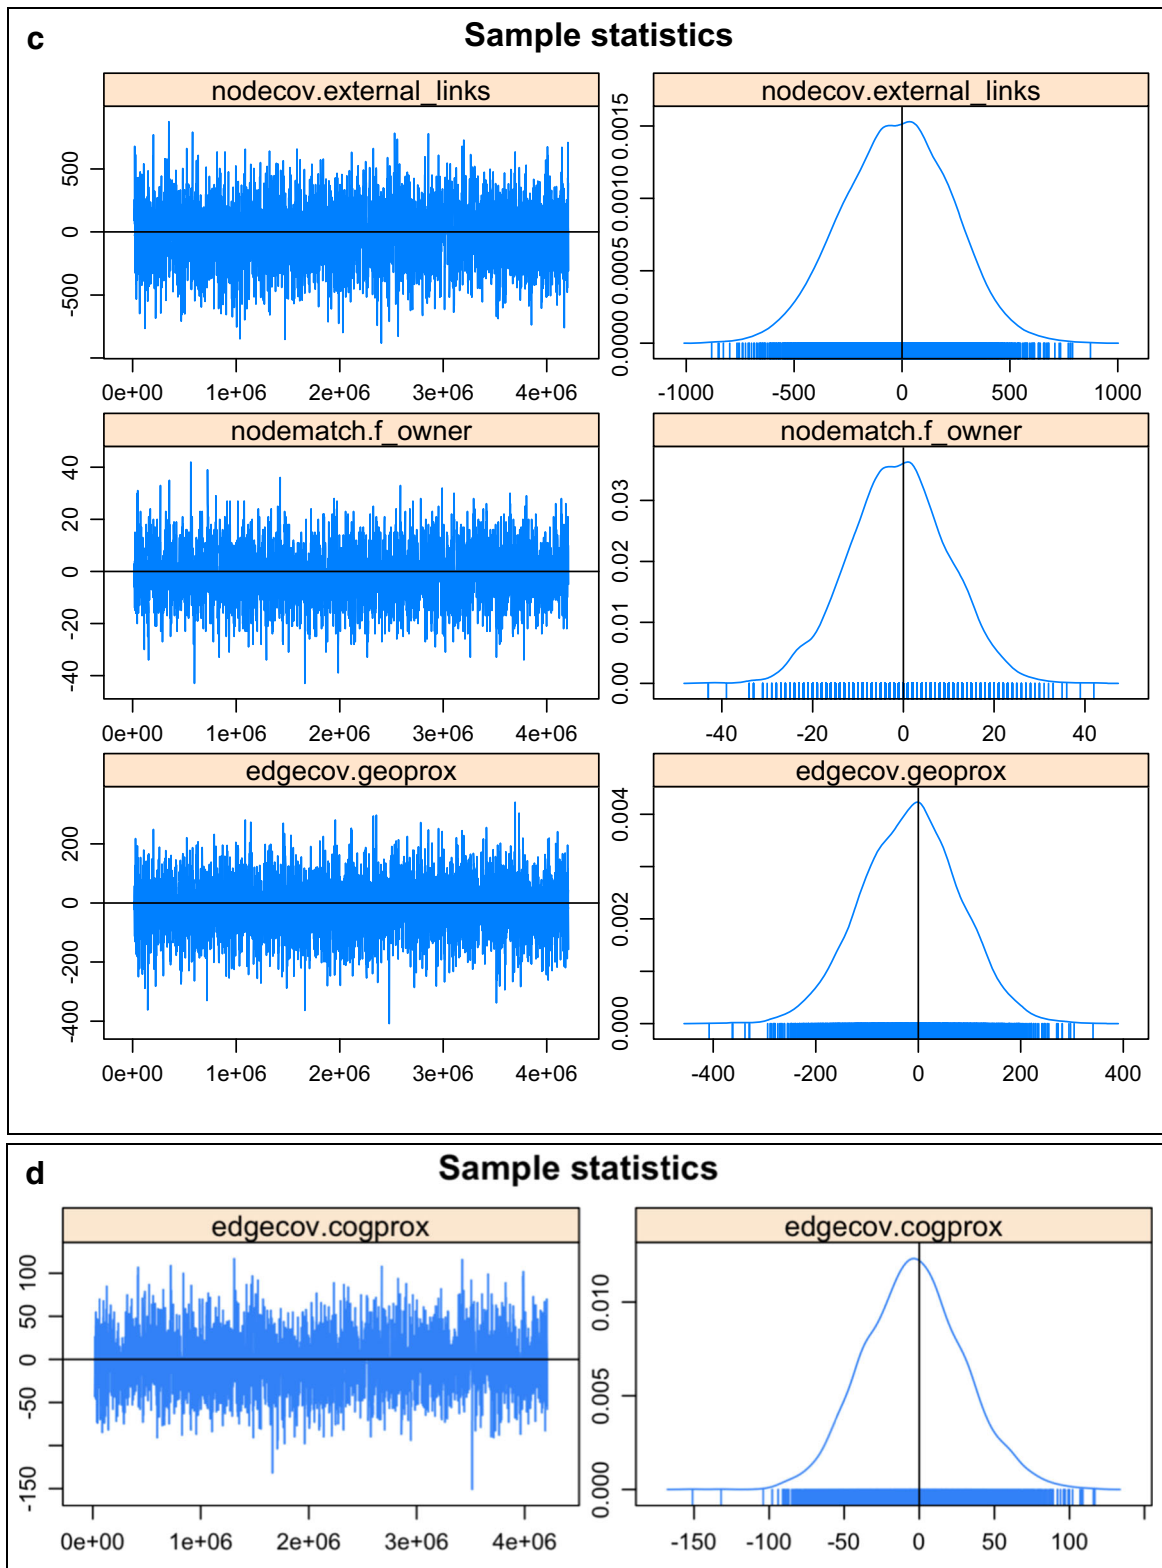 c
Sample statistics
nodecov.external_links
nodecov.external_links
500
0
-500
0e+00 1e+06 2e+06 3e+06 4e+06
0.0000 0.0005 0.0010 0.0015
-1000 -500 0 500 1000
nodematch.f_owner
nodematch.f_owner
40
20
0
-20
-40
0e+00 1e+06 2e+06 3e+06 4e+06
0.00 0.01 0.02 0.03
-40 -20 0 20 40
edgecov.geoprox
edgecov.geoprox
200
0
-200
-400
0e+00 1e+06 2e+06 3e+06 4e+06
0.000 0.002 0.004
-400 -200 0 200 400
d
Sample statistics
edgecov.cogprox
edgecov.cogprox
100
50
0
-50
-150
0e+00 1e+06 2e+06 3e+06 4e+06
0.000 0.005 0.010
-150 -100 -50 0 50 100